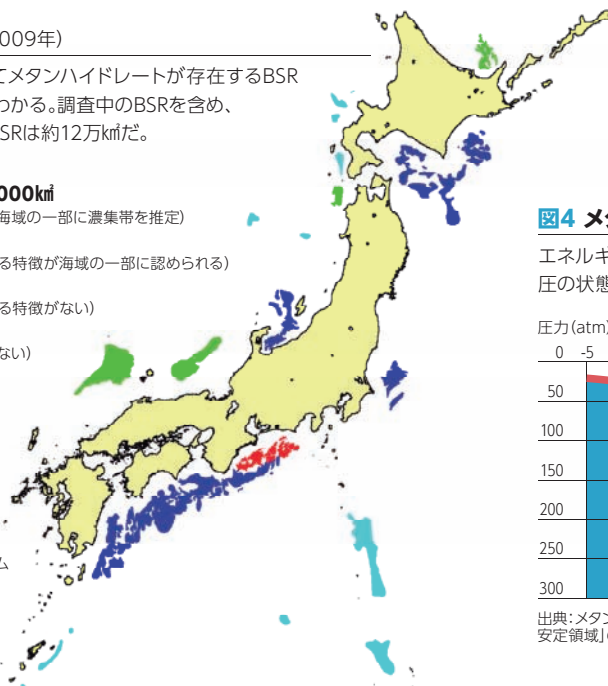 009年)
てメタンハイドレートが存在するBSR
わかる。調査中のBSRを含め、
SRは約12万㎢だ。
000㎢
海域の一部に濃集帯を推定)
る特徴が海域の一部に認められる)
る特徴がない)
ない)
ム
図4 メタ
エネルギ
圧の状態
圧力(atm)
0 -5
50
100
150
200
250
300
出典:メタン
安定領域」